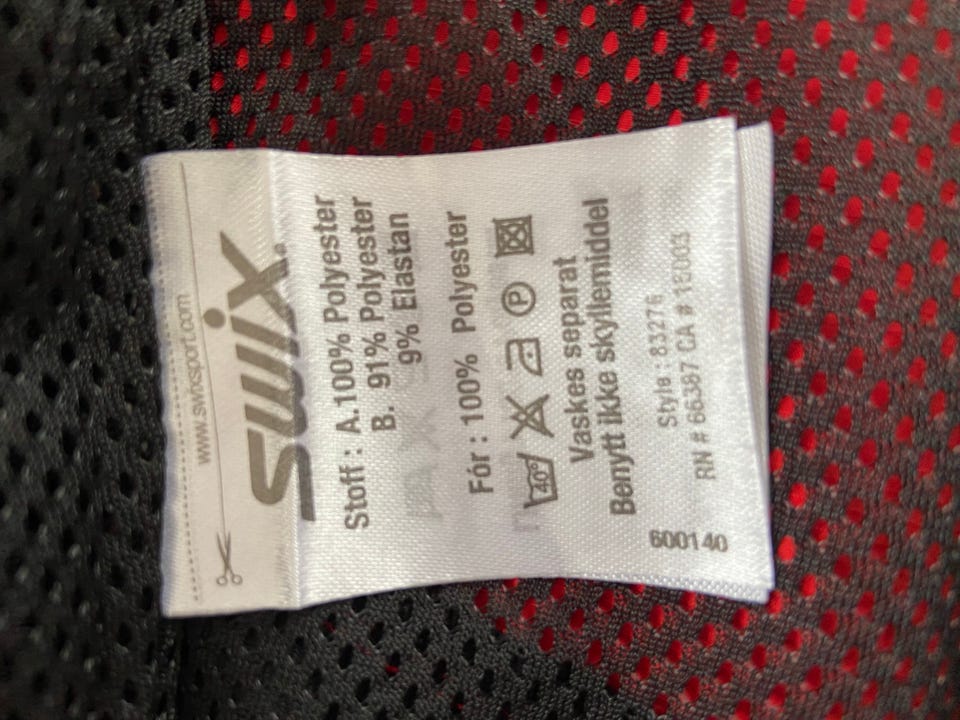 www.swixsport.com
swix®
Stoff : A.100% Polyester
B. 91% Polyester
9% Elastan
Fór : 100% Polyester
40° P
Vaskes separat
Benytt ikke skyllemiddel
Style : 83276
RN # 66387 CA # 18003
600140